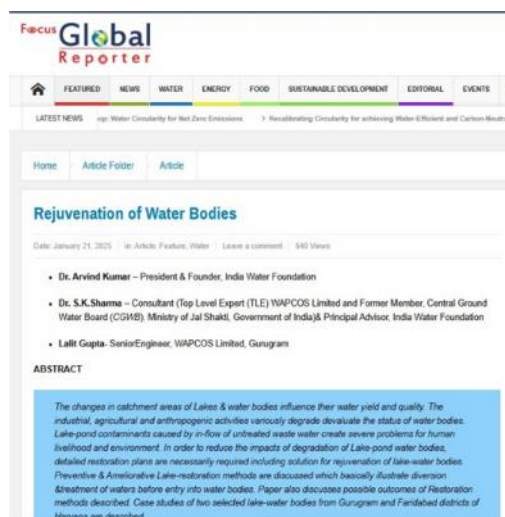 Focus Global
Reporter
FEATURED NEWS WATER ENERGY FOOD SUSTAINABLE DEVELOPMENT EDITORIAL EVENTS
LATEST NEWS op: Water Circularity for Net Zero Emissions > Recalibrating Circularity for achieving Water-Efficient and Carbon-Neut
Home Article Folder Article
Rejuvenation of Water Bodies
Date: January 21, 2025 in: Article, Feature, Water Leave a comment 540 Views
• Dr. Arvind Kumar – President & Founder, India Water Foundation
• Dr. S.K.Sharma – Consultant (Top Level Expert (TLE) WAPCOS Limited and Former Member, Central Ground
Water Board (CGWB). Ministry of Jal Shakti, Government of India)& Principal Advisor, India Water Foundation
• Lalit Gupta- SeniorEngineer, WAPCOS Limited, Gurugram
ABSTRACT
The changes in catchment areas of Lakes & water bodies influence their water yield and quality. The
industrial, agricultural and anthropogenic activities variously degrade devaluate the status of water bodies.
Lake-pond contaminants caused by in-flow of untreated waste water create severe problems for human
livelihood and environment. In order to reduce the impacts of degradation of Lake-pond water bodies,
detailed restoration plans are necessarily required including solution for rejuvenation of lake-water bodies.
Preventive & Ameliorative Lake-restoration methods are discussed which basically illustrate diversion
&treatment of waters before entry into water bodies. Paper also discusses possible outcomes of Restoration
methods described. Case studies of two selected lake-water bodies from Gurugram and Faridabad districts of
Haryana are described